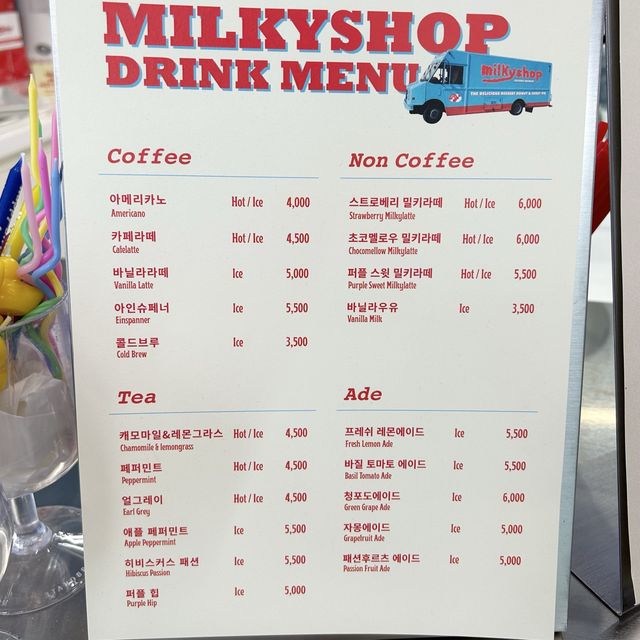 MILKYSHOP
DRINK MENU
milkyshop
THE DELICIOUS DESSERT DONUT &
Coffee
아메리카노 Hot / Ice 4,000
Americano
카페라떼 Hot / Ice 4,500
Cafelatte
바닐라라떼 Ice 5,000
Vanilla Latte
아인슈페너 Ice 5,500
Einspanner
콜드브루 Ice 3,500
Cold Brew
Non Coffee
스트로베리 밀키라떼 Hot / Ice 6,000
Strawberry Milkylatte
초코멜로우 밀키라떼 Hot / Ice 6,000
Chocomellow Milkylatte
퍼플 스윗 밀키라떼 Hot / Ice 5,500
Purple Sweet Milkylatte
바닐라우유 Ice 3,500
Vanilla Milk
Tea
캐모마일&레몬그라스 Hot / Ice 4,500
Chamomile & lemongrass
페퍼민트 Hot / Ice 4,500
Peppermint
얼그레이 Hot / Ice 4,500
Earl Grey
애플 페퍼민트 Ice 5,500
Apple Peppermint
히비스커스 패션 Ice 5,500
Hibiscus Passion
퍼플 힙 Ice 5,000
Purple Hip
Ade
프레쉬 레몬에이드 Ice 5,500
Fresh Lemon Ade
바질 토마토 에이드 Ice 5,500
Basil Tomato Ade
청포도에이드 Ice 6,000
Green Grape Ade
자몽에이드 Ice 5,000
Grapefruit Ade
패션후르츠 에이드 Ice 5,000
Passion Fruit Ade